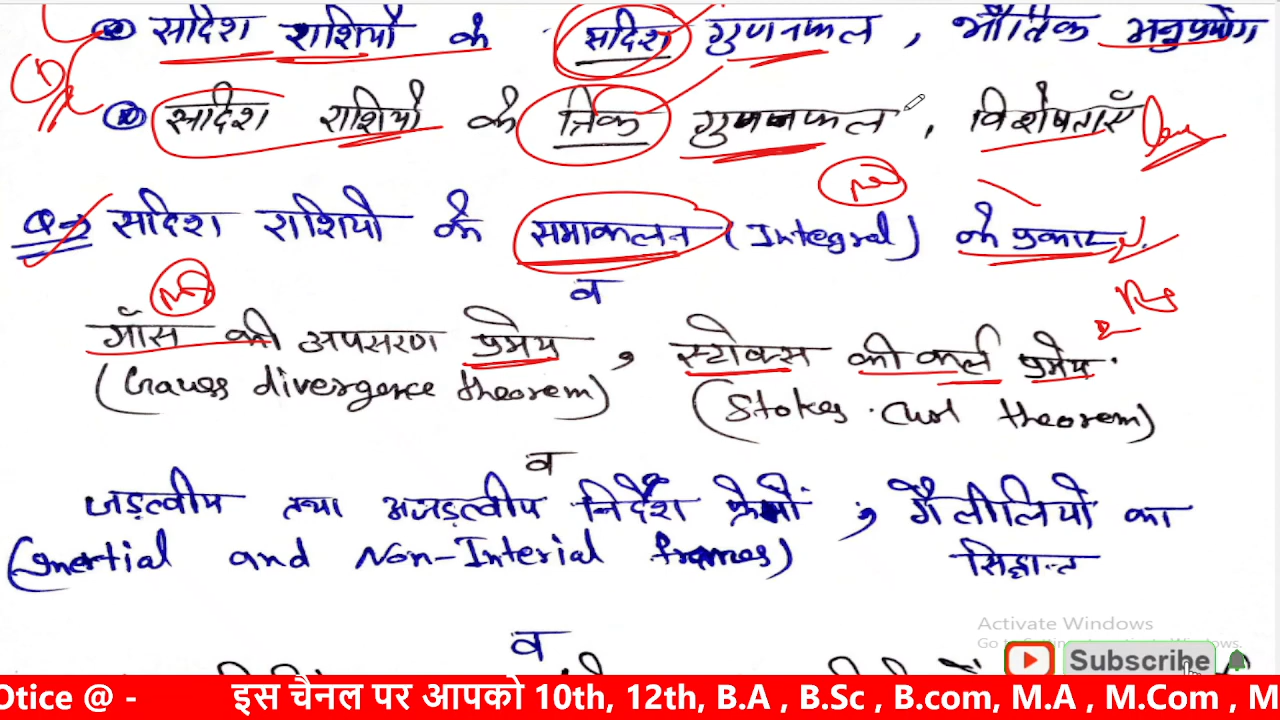 सदिश राशियों के सदिश गुणनफल, भौतिक अनुप्रयोग
सदिश राशियों के त्रिक गुणनफल, विशेषताएँ
सदिश राशियों के समाकलन (Integral) के प्रकार
व
गॉस की अपसरण प्रमेय, स्टोक्स की कर्ल प्रमेय.
(Gauss divergence theorem) (Stokes. Curl theorem)
व
जड़त्वीय तथा अजड़त्वीय निर्देश फ्रेमों, गैलीलियो का
(Inertial and Non-Interial frames) सिद्धान्त
व
Activate Windows
Subscribe
Otice @ - इस चैनल पर आपको 10th, 12th, B.A , B.Sc , B.com, M.A , M.Com , M